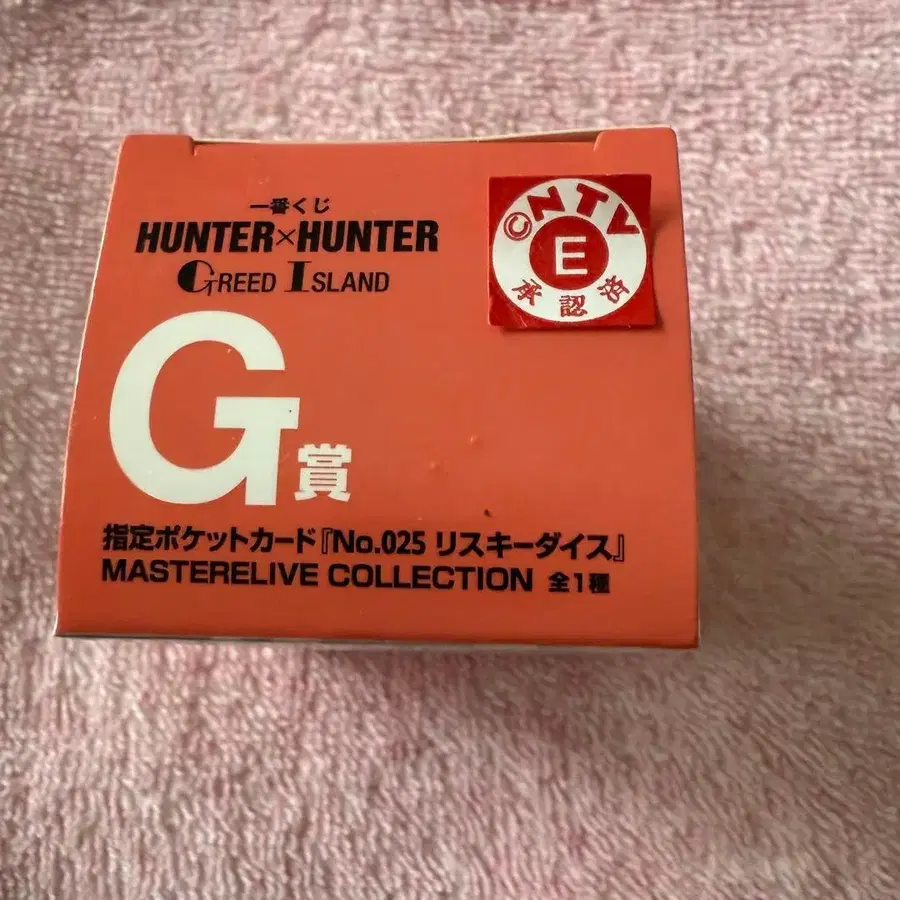 一番くじ
HUNTER×HUNTER
GREED ISLAND
G賞
指定ポケットカード『No.025 リスキーダイス』
MASTERELIVE COLLECTION 全1種
©NTV
E
承認済